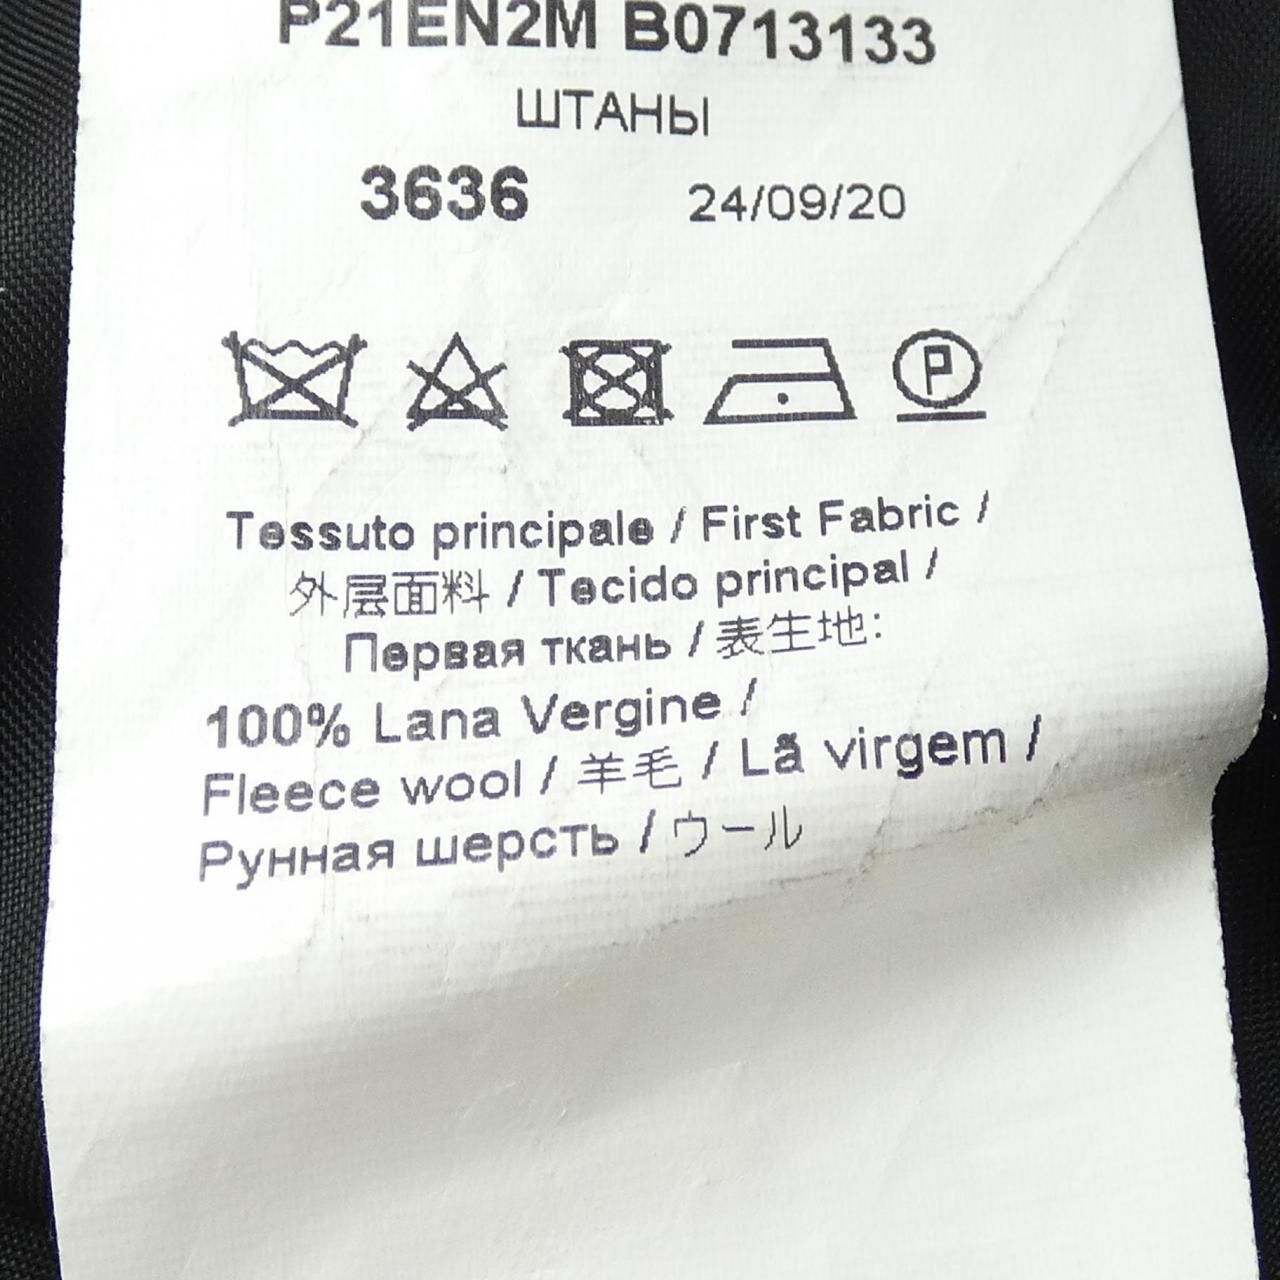 P21EN2M B0713133
ШТАНЫ
3636 24/09/20
P
Tessuto principale / First Fabric /
外层面料 / Tecido principal /
Первая ткань / 表生地:
100% Lana Vergine /
Fleece wool / 羊毛 / Lã virgem /
Рунная шерсть / ウール